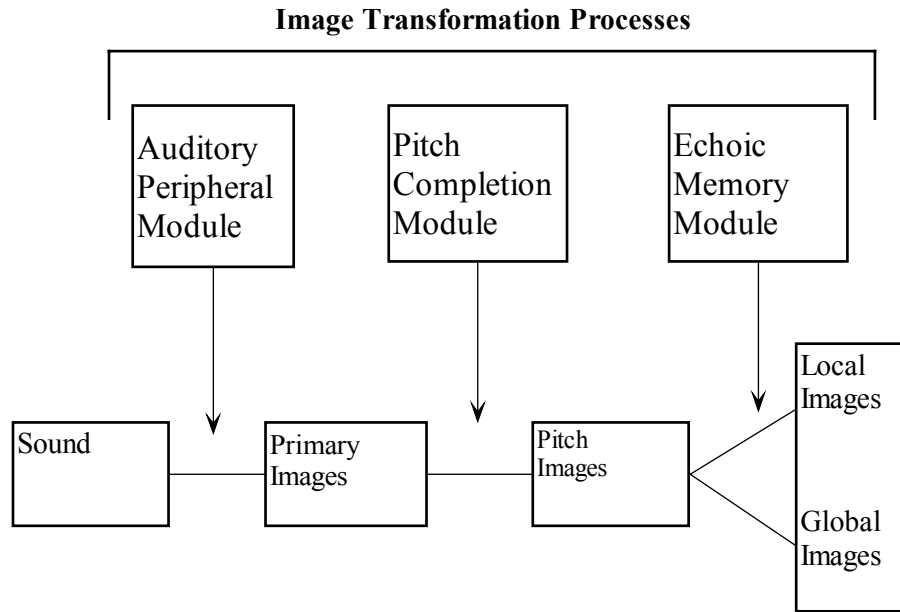 Image Transformation Processes
Auditory
Peripheral
Module
Pitch
Completion
Module
Echoic
Memory
Module
Sound
Primary
Images
Pitch
Images
Local
Images
Global
Images